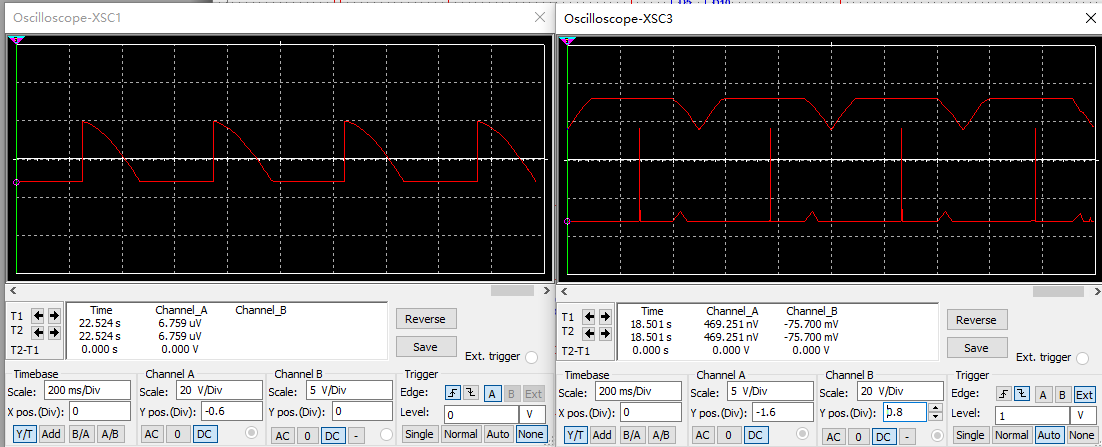 D5 D10
Oscilloscope-XSC1
T1
T2
T2-T1
Time Channel_A Channel_B
22.524 s 6.759 uV
22.524 s 6.759 uV
0.000 s 0.000 V
Reverse
Save
Ext. trigger
Timebase
Scale: 200 ms/Div
X pos.(Div): 0
Y/T Add B/A A/B
Channel A
Scale: 20 V/Div
Y pos.(Div): -0.6
AC 0 DC
Channel B
Scale: 5 V/Div
Y pos.(Div): 0
AC 0 DC -
Trigger
Edge: A B Ext
Level: 0 V
Single Normal Auto None
Oscilloscope-XSC3
T1
T2
T2-T1
Time Channel_A Channel_B
18.501 s 469.251 nV -75.700 mV
18.501 s 469.251 nV -75.700 mV
0.000 s 0.000 V 0.000 V
Reverse
Save
Ext. trigger
Timebase
Scale: 200 ms/Div
X pos.(Div): 0
Y/T Add B/A A/B
Channel A
Scale: 5 V/Div
Y pos.(Div): -1.6
AC 0 DC
Channel B
Scale: 20 V/Div
Y pos.(Div): 0.8
AC 0 DC -
Trigger
Edge: A B Ext
Level: 1 V
Single Normal Auto None